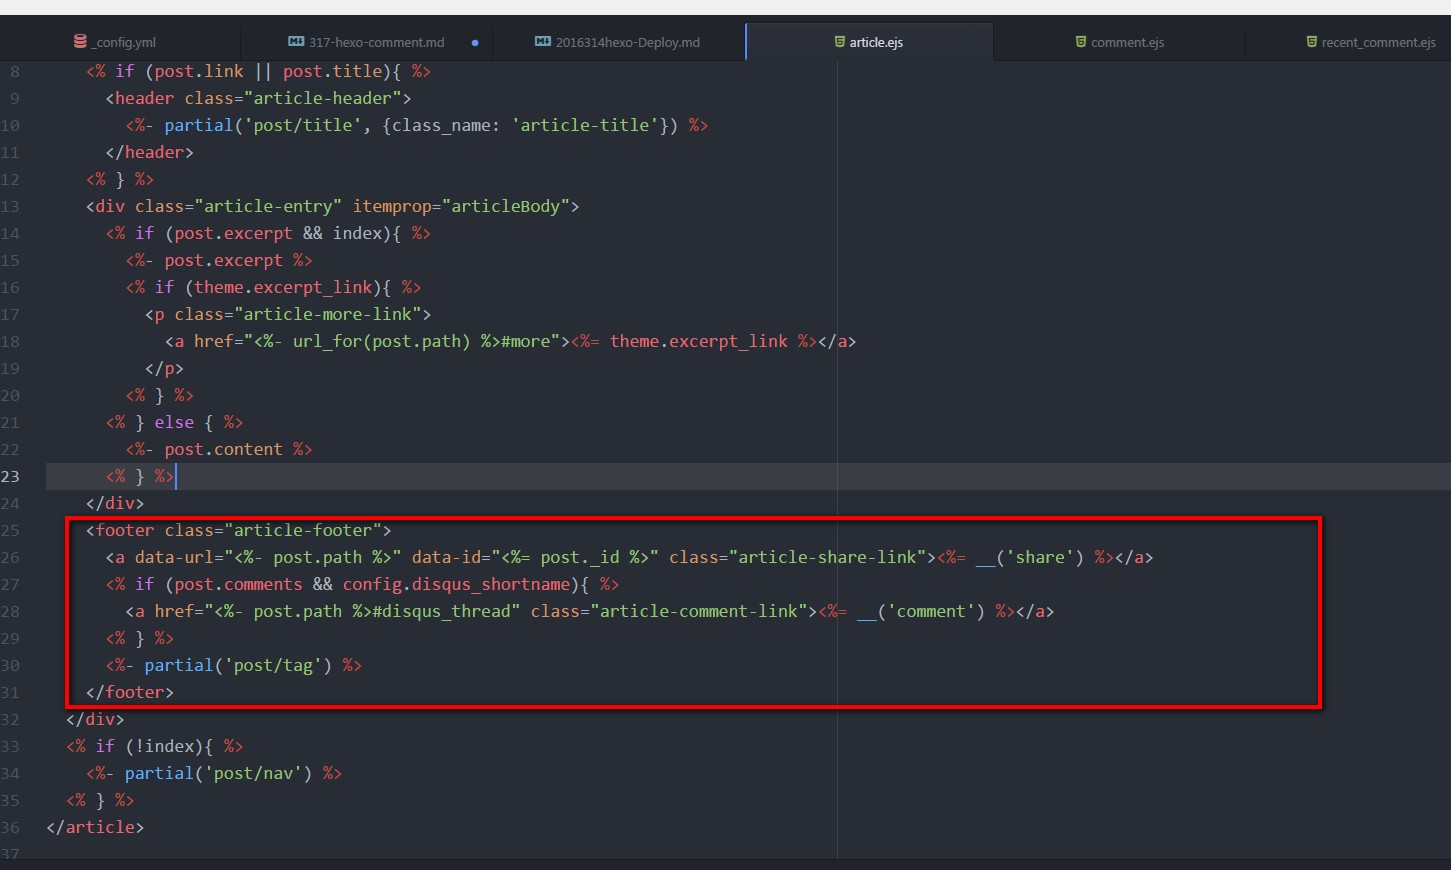 _config.yml 317-hexo-comment.md 2016314hexo-Deploy.md article.ejs comment.ejs recent_comment.ejs
8 <% if (post.link || post.title){ %>
9 <header class="article-header">
10 <%- partial('post/title', {class_name: 'article-title'}) %>
11 </header>
12 <% } %>
13 <div class="article-entry" itemprop="articleBody">
14 <% if (post.excerpt && index){ %>
15 <%- post.excerpt %>
16 <% if (theme.excerpt_link){ %>
17 <p class="article-more-link">
18 <a href="<%- url_for(post.path) %>#more"><%= theme.excerpt_link %></a>
19 </p>
20 <% } %>
21 <% } else { %>
22 <%- post.content %>
23 <% } %>
24 </div>
25 <footer class="article-footer">
26 <a data-url="<%- post.path %>" data-id="<%= post._id %>" class="article-share-link"><%= __('share') %></a>
27 <% if (post.comments && config.disqus_shortname){ %>
28 <a href="<%- post.path %>#disqus_thread" class="article-comment-link"><%= __('comment') %></a>
29 <% } %>
30 <%- partial('post/tag') %>
31 </footer>
32 </div>
33 <% if (!index){ %>
34 <%- partial('post/nav') %>
35 <% } %>
36 </article>
37